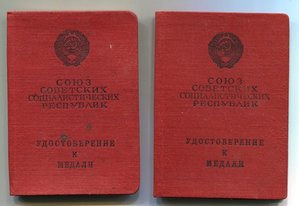 СОЮЗ
СОВЕТСКИХ
СОЦИАЛИСТИЧЕСКИХ
РЕСПУБЛИК
УДОСТОВЕРЕНИЕ
К
МЕДАЛИ
СОЮЗ
СОВЕТСКИХ
СОЦИАЛИСТИЧЕСКИХ
РЕСПУБЛИК
УДОСТОВЕРЕНИЕ
К
МЕДАЛИ